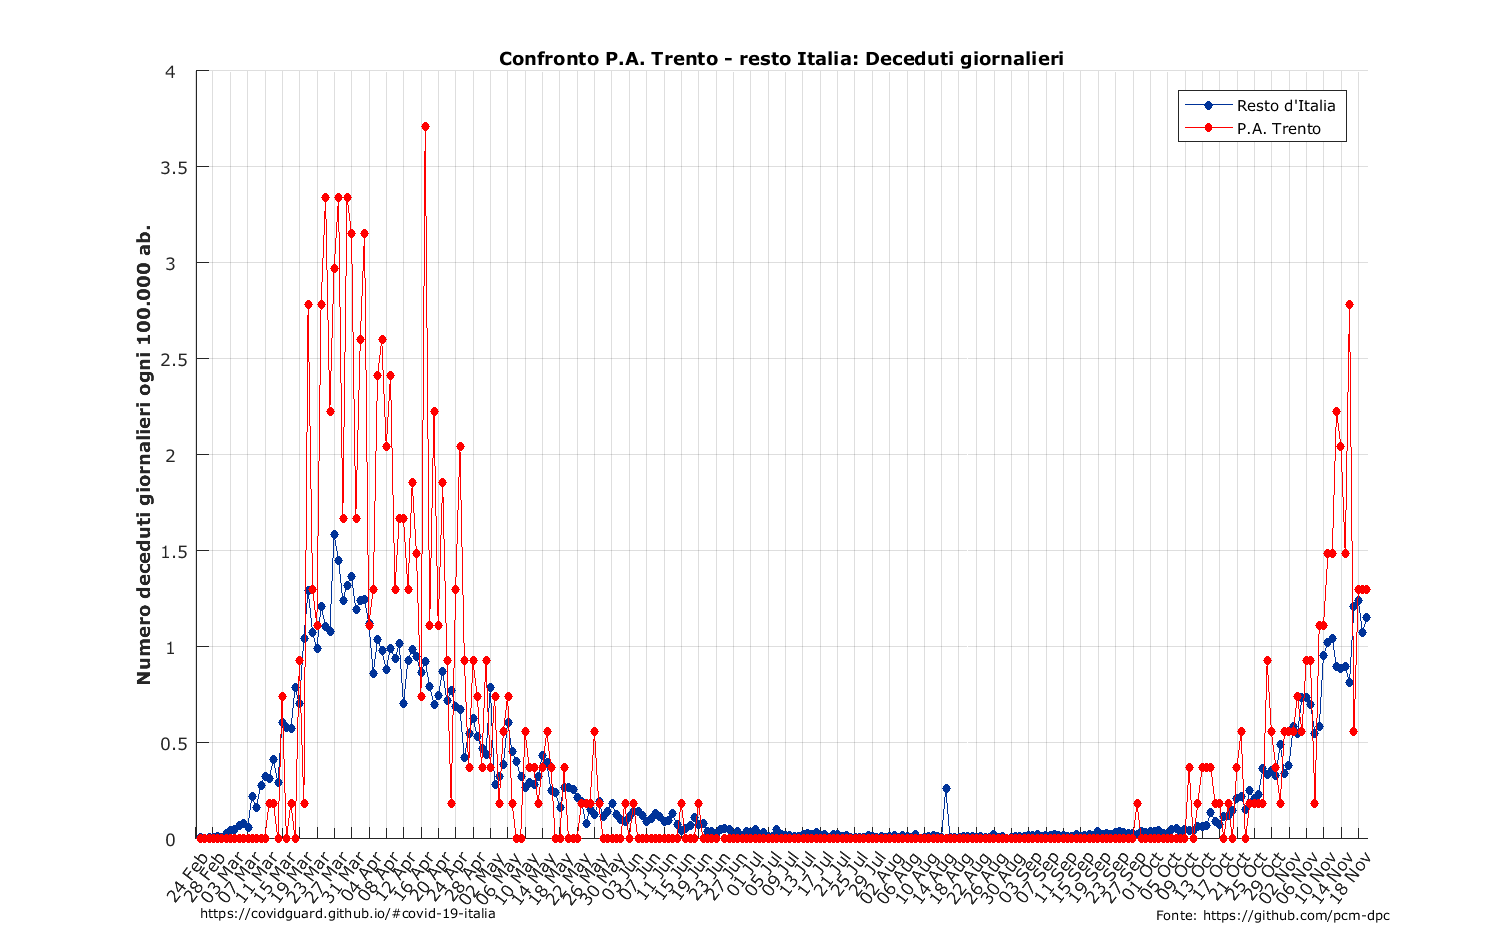 Confronto P.A. Trento - resto Italia: Deceduti giornalieri
Resto d'Italia
P.A. Trento
Numero deceduti giornalieri ogni 100.000 ab.
4
3.5
3
2.5
2
1.5
1
0.5
0
24 Feb
28 Feb
03 Mar
07 Mar
11 Mar
15 Mar
19 Mar
23 Mar
27 Mar
31 Mar
04 Apr
08 Apr
12 Apr
16 Apr
20 Apr
24 Apr
28 Apr
02 May
06 May
10 May
14 May
18 May
22 May
26 May
30 May
03 Jun
07 Jun
11 Jun
15 Jun
19 Jun
23 Jun
27 Jun
01 Jul
05 Jul
09 Jul
13 Jul
17 Jul
21 Jul
25 Jul
29 Jul
02 Aug
06 Aug
10 Aug
14 Aug
18 Aug
22 Aug
26 Aug
30 Aug
03 Sep
07 Sep
11 Sep
15 Sep
19 Sep
23 Sep
27 Sep
01 Oct
05 Oct
09 Oct
13 Oct
17 Oct
21 Oct
25 Oct
29 Oct
02 Nov
06 Nov
10 Nov
14 Nov
18 Nov
https://covidguard.github.io/#covid-19-italia
Fonte: https://github.com/pcm-dpc